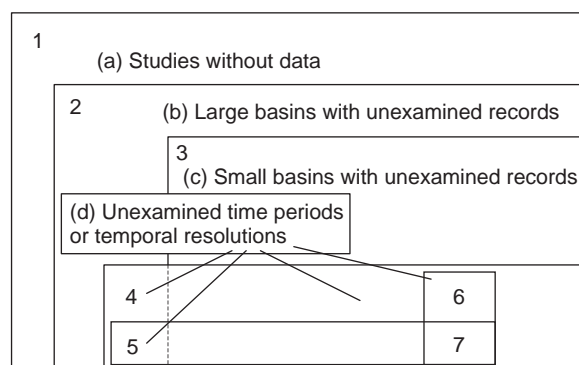 1
(a) Studies without data
2
(b) Large basins with unexamined records
3
(c) Small basins with unexamined records
(d) Unexamined time periods
or temporal resolutions
4
6
5
7